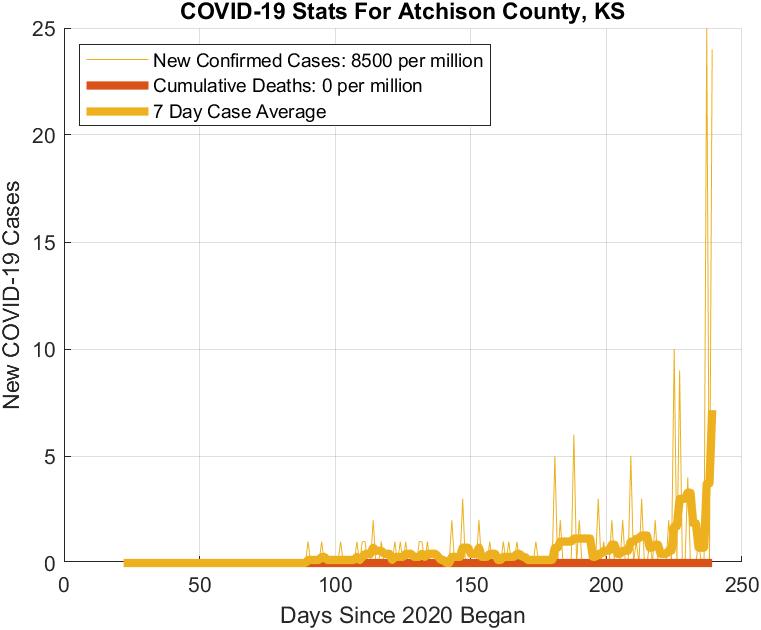 COVID-19 Stats For Atchison County, KS
New Confirmed Cases: 8500 per million
Cumulative Deaths: 0 per million
7 Day Case Average
New COVID-19 Cases
25
20
15
10
5
0
0 50 100 150 200 250
Days Since 2020 Began